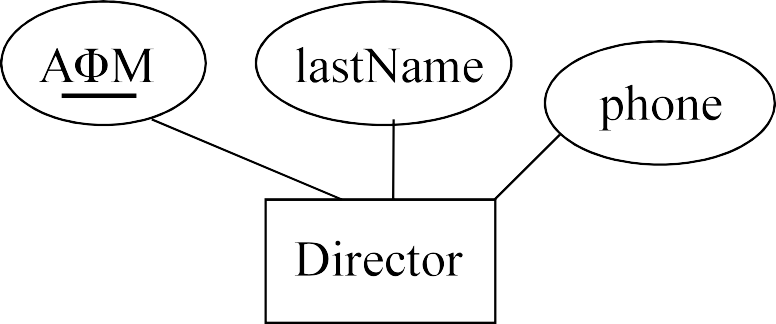 ΑΦΜ
lastName
phone
Director